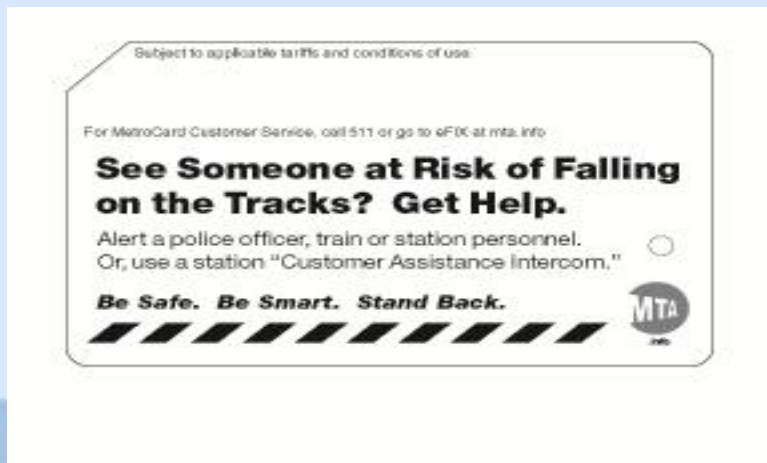 Subject to applicable tariffs and conditions of use
For MetroCard Customer Service, call 511 or go to eFIX at mta.info
See Someone at Risk of Falling
on the Tracks? Get Help.
Alert a police officer, train or station personnel.
Or, use a station “Customer Assistance Intercom.”
Be Safe. Be Smart. Stand Back.
MTA
.info